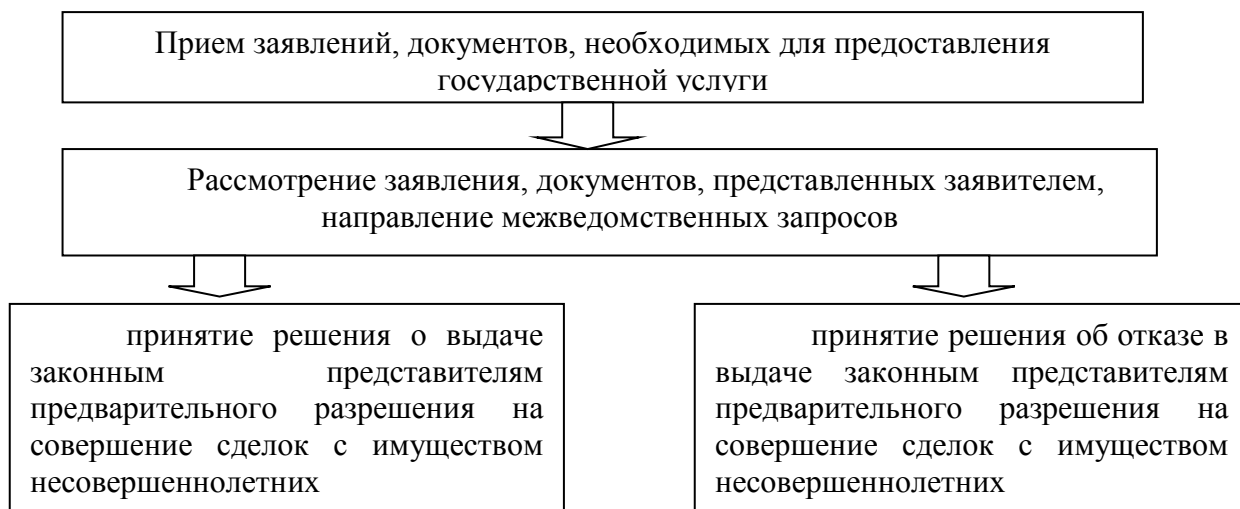 Прием заявлений, документов, необходимых для предоставления
государственной услуги
Рассмотрение заявления, документов, представленных заявителем,
направление межведомственных запросов
принятие решения о выдаче
законным представителям
предварительного разрешения на
совершение сделок с имуществом
несовершеннолетних
принятие решения об отказе в
выдаче законным представителям
предварительного разрешения на
совершение сделок с имуществом
несовершеннолетних